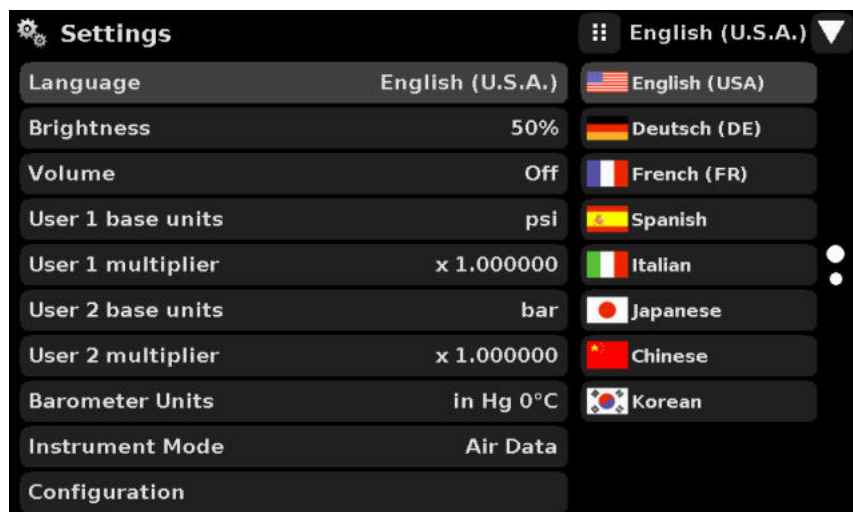 Settings
English (U.S.A.)
Language English (U.S.A.)
Brightness 50%
Volume Off
User 1 base units psi
User 1 multiplier x 1.000000
User 2 base units bar
User 2 multiplier x 1.000000
Barometer Units in Hg 0°C
Instrument Mode Air Data
Configuration
English (USA)
Deutsch (DE)
French (FR)
Spanish
Italian
Japanese
Chinese
Korean